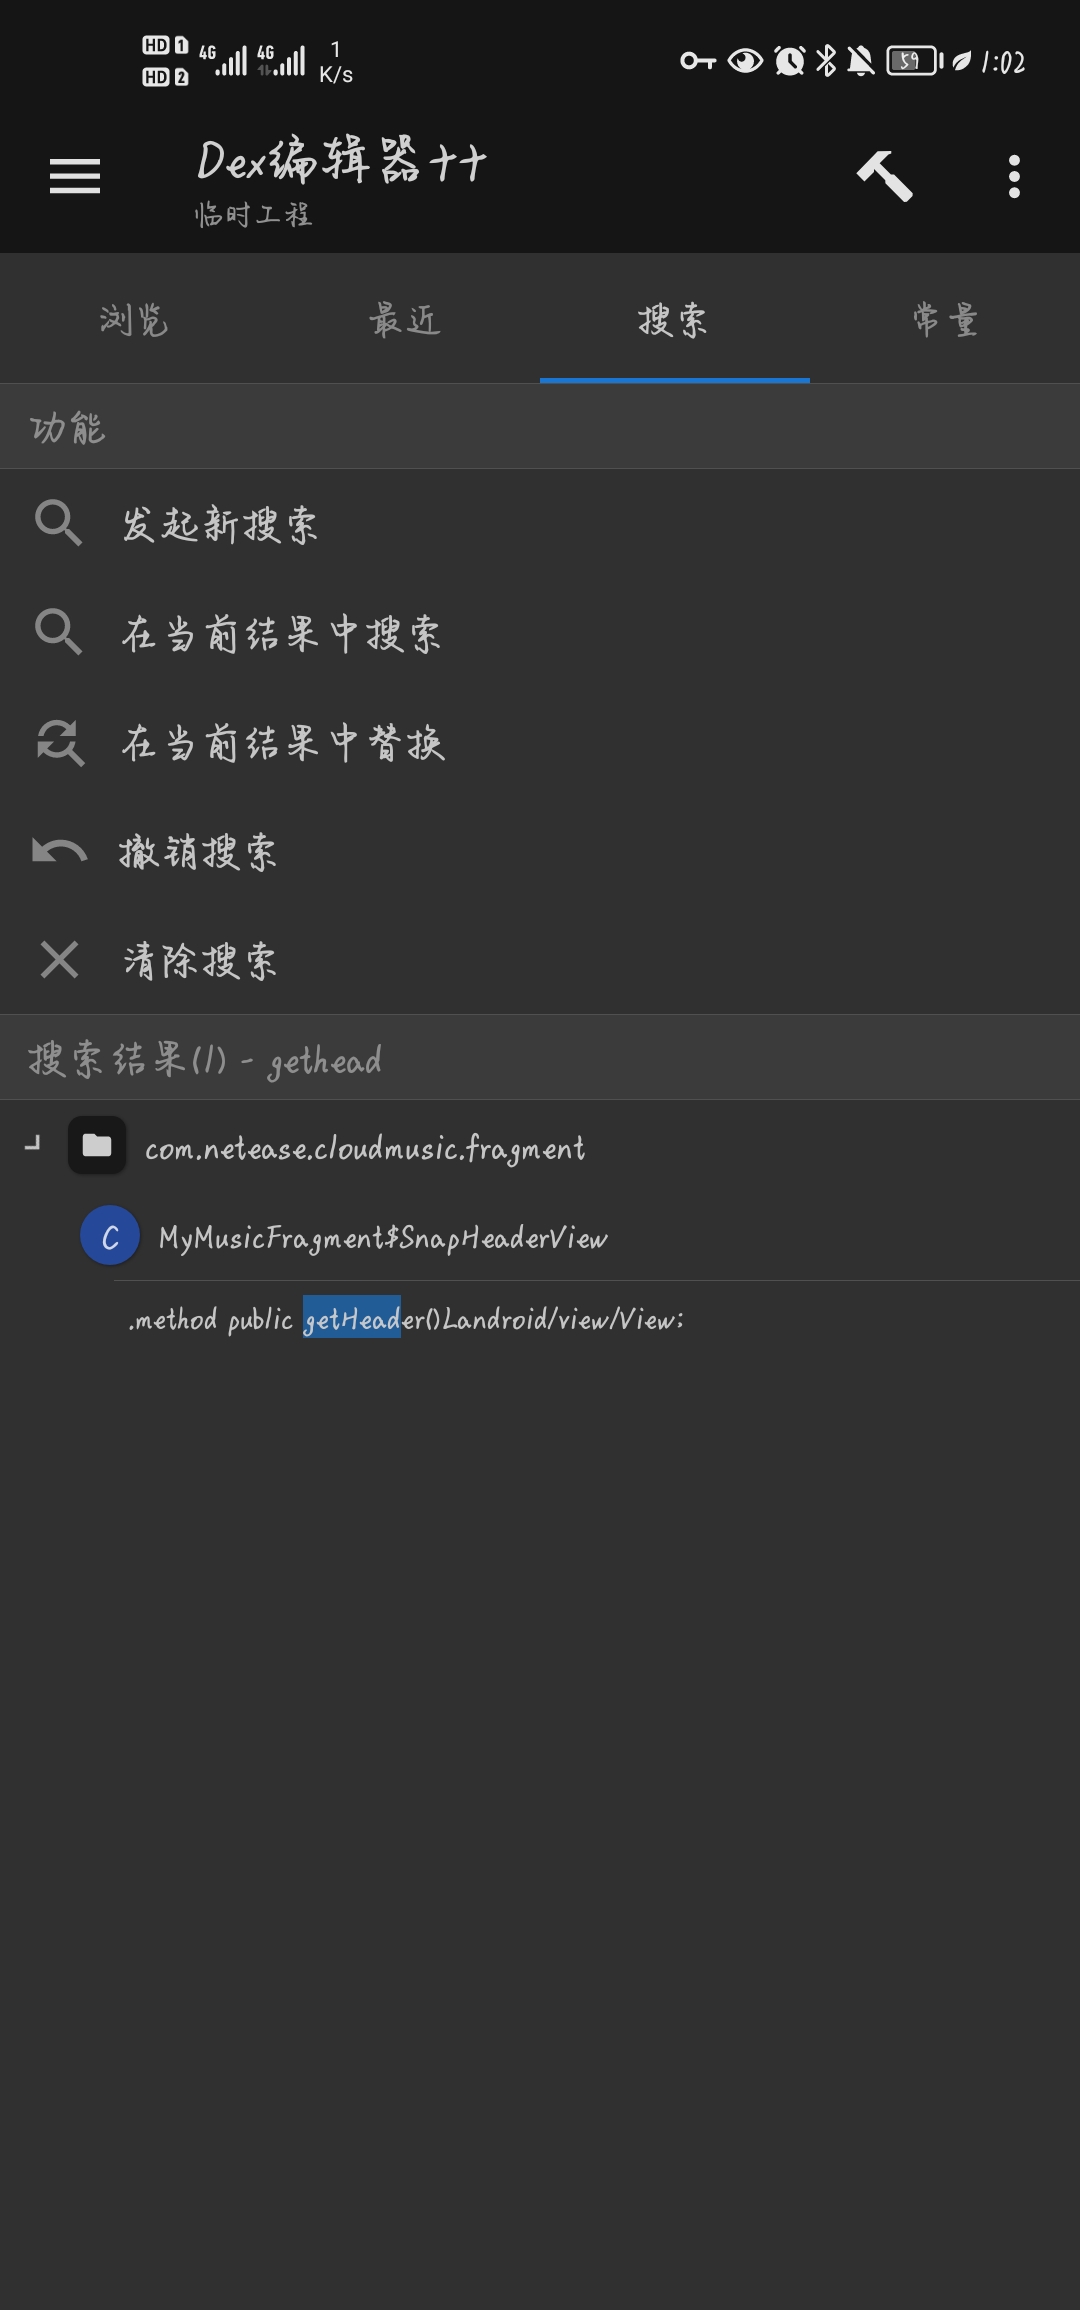 HD 1 4G 4G 1
HD 2 K/s
59 1:02
Dex编辑器++
临时工程
浏览 最近 搜索 常量
功能
发起新搜索
在当前结果中搜索
在当前结果中替换
撤销搜索
清除搜索
搜索结果(1) - gethead
com.netease.cloudmusic.fragment
C MyMusicFragment$SnapHeaderView
.method public getHeader()Landroid/view/View;